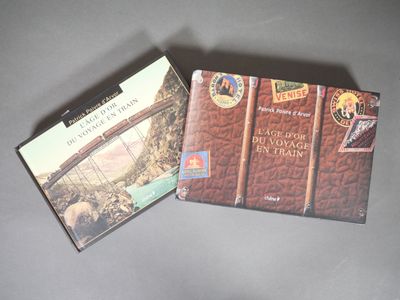 Patrick Poivre d'Arvor
L'ÂGE D'OR
DU VOYAGE EN TRAIN
VENISE
Patrick Poivre d'Arvor
L'ÂGE D'OR
DU VOYAGE
EN TRAIN
Chêne